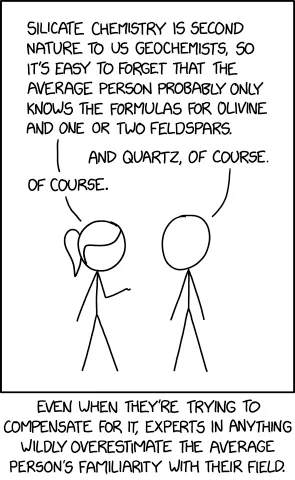 SILICATE CHEMISTRY IS SECOND
NATURE TO US GEOCHEMISTS, SO
IT'S EASY TO FORGET THAT THE
AVERAGE PERSON PROBABLY ONLY
KNOWS THE FORMULAS FOR OLIVINE
AND ONE OR TWO FELDSPARS.
AND QUARTZ, OF COURSE.
OF COURSE.
EVEN WHEN THEY'RE TRYING TO
COMPENSATE FOR IT, EXPERTS IN ANYTHING
WILDLY OVERESTIMATE THE AVERAGE
PERSON'S FAMILIARITY WITH THEIR FIELD.